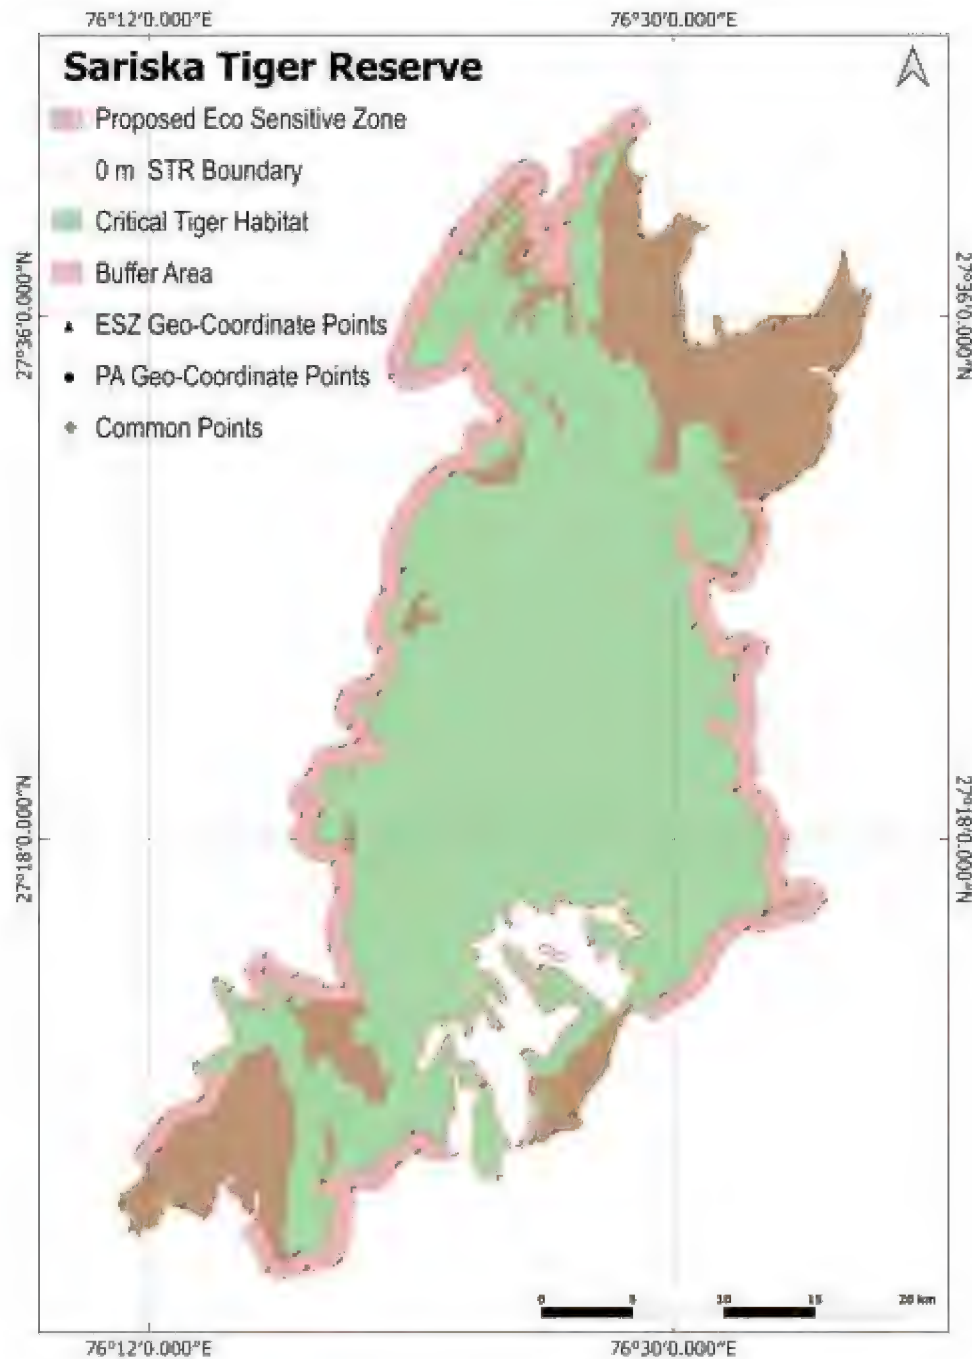 76°12'0.000"E 76°30'0.000"E
Sariska Tiger Reserve
Proposed Eco Sensitive Zone
0 m STR Boundary
Critical Tiger Habitat
Buffer Area
ESZ Geo-Coordinate Points
PA Geo-Coordinate Points
Common Points
27°36'0.000"N
27°36'0.000"N
27°18'0.000"N
27°18'0.000"N
0 5 10 15 20 km
76°12'0.000"E 76°30'0.000"E